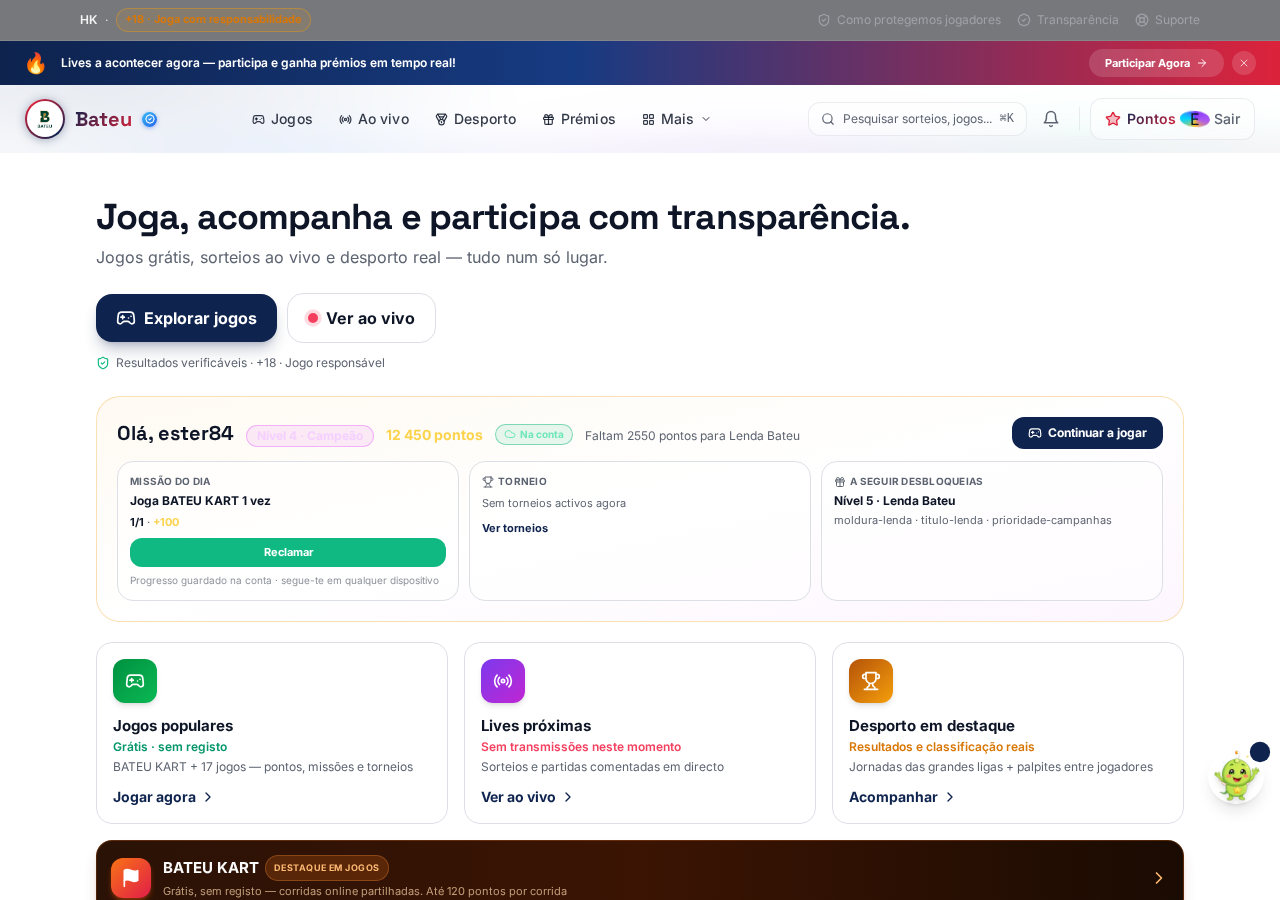 HK · +18 · Joga com responsabilidade
Como protegemos jogadores
Transparência
Suporte
🔥 Lives a acontecer agora — participa e ganha prémios em tempo real!
Participar Agora →
B BATEU
Bateu
Jogos
Ao vivo
Desporto
Prémios
Mais
Pesquisar sorteios, jogos... ⌘K
Pontos
E
Sair
Joga, acompanha e participa com transparência.
Jogos grátis, sorteios ao vivo e desporto real — tudo num só lugar.
Explorar jogos
Ver ao vivo
Resultados verificáveis · +18 · Jogo responsável
Olá, ester84
Nível 4 · Campeão
12 450 pontos
Na conta
Faltam 2550 pontos para Lenda Bateu
Continuar a jogar
MISSÃO DO DIA
Joga BATEU KART 1 vez
1/1 · +100
Reclamar
Progresso guardado na conta · segue-te em qualquer dispositivo
TORNEIO
Sem torneios activos agora
Ver torneios
A SEGUIR DESBLOQUEIAS
Nível 5 · Lenda Bateu
moldura-lenda · titulo-lenda · prioridade-campanhas
Jogos populares
Grátis · sem registo
BATEU KART + 17 jogos — pontos, missões e torneios
Jogar agora
Lives próximas
Sem transmissões neste momento
Sorteios e partidas comentadas em directo
Ver ao vivo
Desporto em destaque
Resultados e classificação reais
Jornadas das grandes ligas + palpites entre jogadores
Acompanhar
BATEU KART
DESTAQUE EM JOGOS
Grátis, sem registo — corridas online partilhadas. Até 120 pontos por corrida